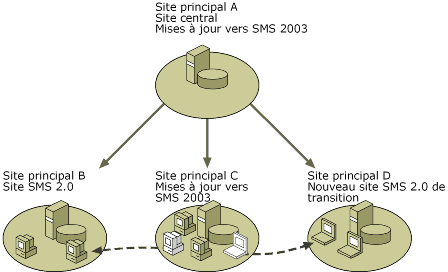 Site principal A
Site central
Mises à jour vers SMS 2003
Site principal B
Site SMS 2.0
Site principal C
Mises à jour vers
SMS 2003
Site principal D
Nouveau site SMS 2.0 de
transition